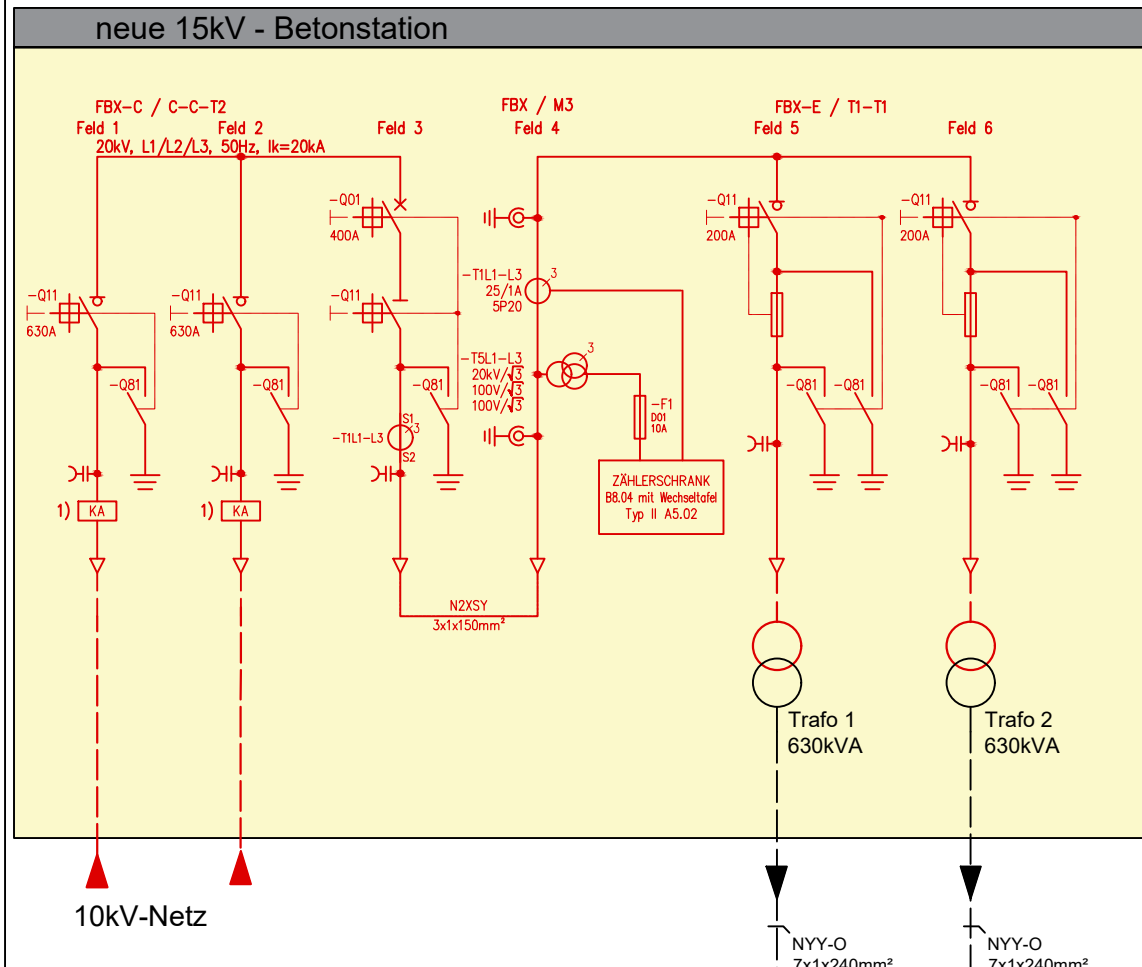 neue 15kV - Betonstation
FBX-C / C-C-T2
Feld 1
Feld 2
20kV, L1/L2/L3, 50Hz, Ik=20kA
Feld 3
FBX / M3
Feld 4
FBX-E / T1-T1
Feld 5
Feld 6
-Q11
630A
-Q81
1) KA
-Q11
630A
-Q81
1) KA
-Q01
400A
-Q11
-Q81
S1
3
-T1L1-L3
S2
-T1L1-L3
25/1A
5P20
3
-T5L1-L3
20kV/√3
100V/√3
100V/√3
3
-F1
D01
10A
ZÄHLERSCHRANK
B8.04 mit Wechseltafel
Typ II A5.02
N2XSY
3x1x150mm²
-Q11
200A
-Q81
-Q81
-Q11
200A
-Q81
-Q81
Trafo 1
630kVA
Trafo 2
630kVA
10kV-Netz
NYY-O
7x1x240mm²
NYY-O
7x1x240mm²